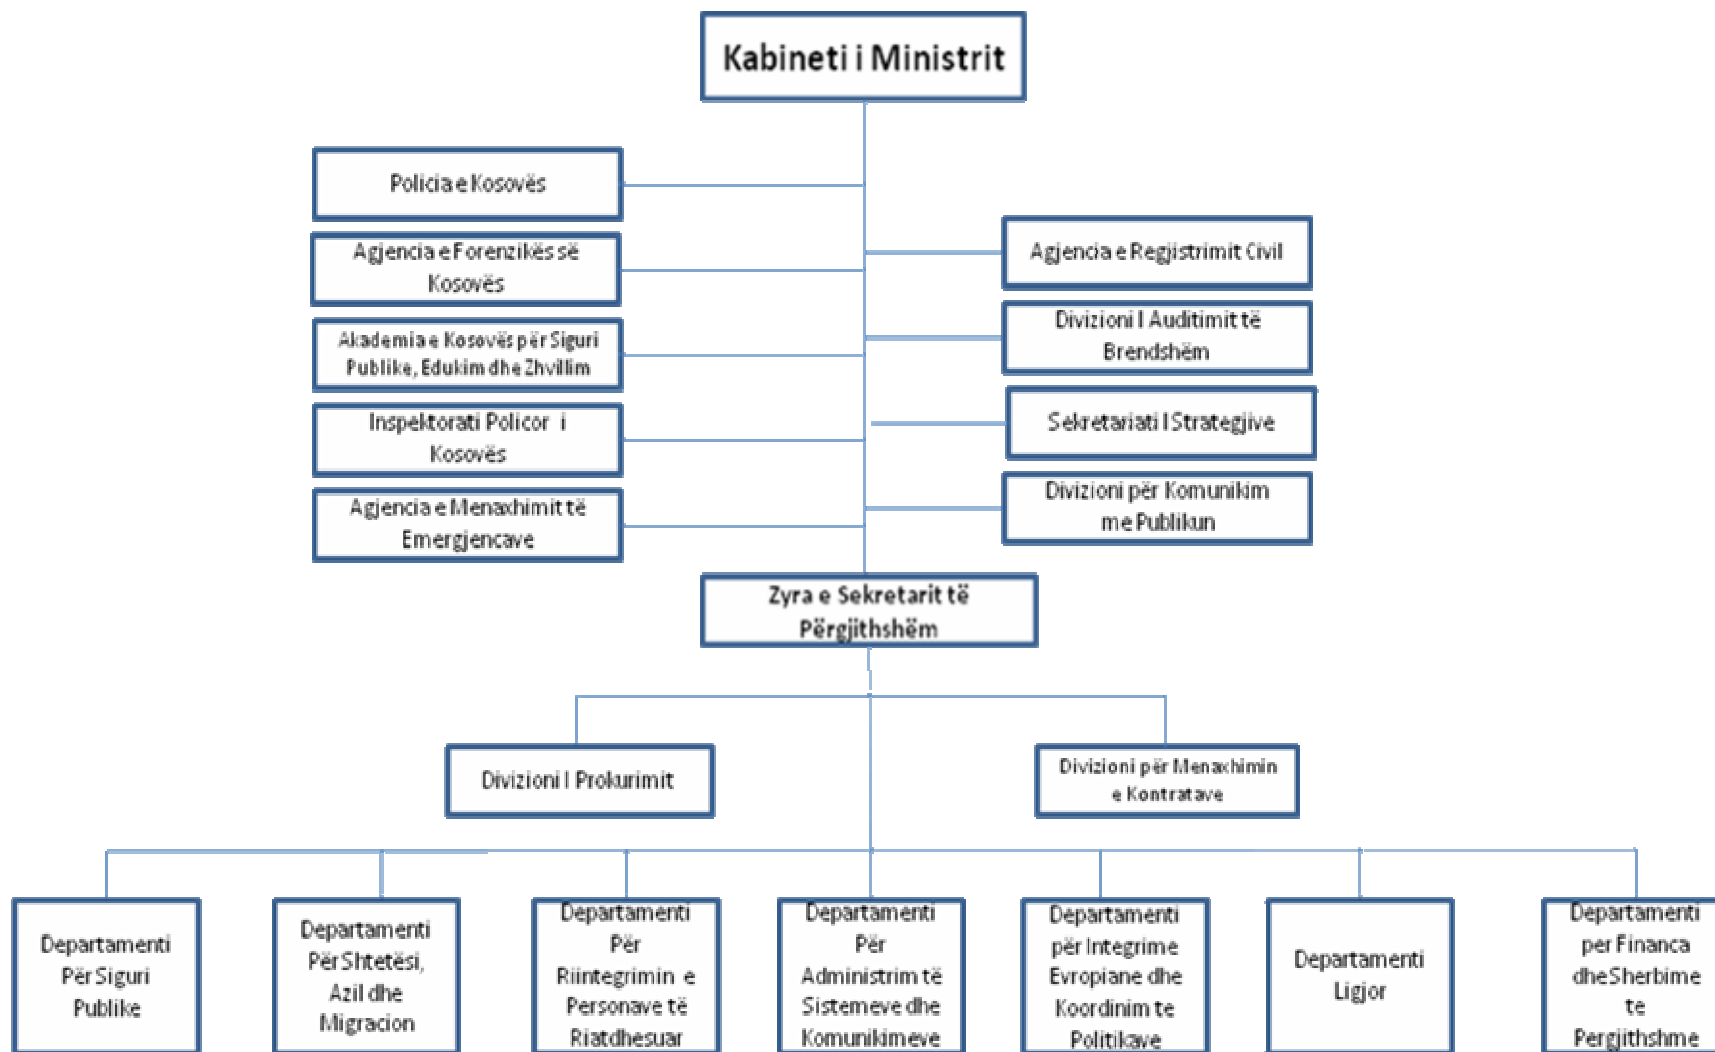 Kabineti i Ministrit
Policia e Kosovës
Agjencia e Forenzikës së
Kosovës
Akademia e Kosovës për Siguri
Publike, Edukim dhe Zhvillim
Inspektorati Policor i
Kosovës
Agjencia e Menaxhimit të
Emergjencave
Agjencia e Regjistrimit Civil
Divizioni I Auditimit të
Brendshëm
Sekretariati I Strategjive
Divizioni për Komunikim
me Publikun
Zyra e Sekretarit të
Përgjithshëm
Divizioni I Prokurimit
Divizioni për Menaxhimin
e Kontratave
Departamenti
Për Siguri
Publike
Departamenti
Për Shtetësi,
Azil dhe
Migracion
Departamenti
Për
Riintegrimin e
Personave të
Riatdhesuar
Departamenti
Për
Administrim të
Sistemeve dhe
Komunikimeve
Departamenti
për Integrime
Evropiane dhe
Koordinim te
Politikave
Departamenti
Ligjor
Departamenti
per Financa
dhe Sherbime
te
Pergjithshme